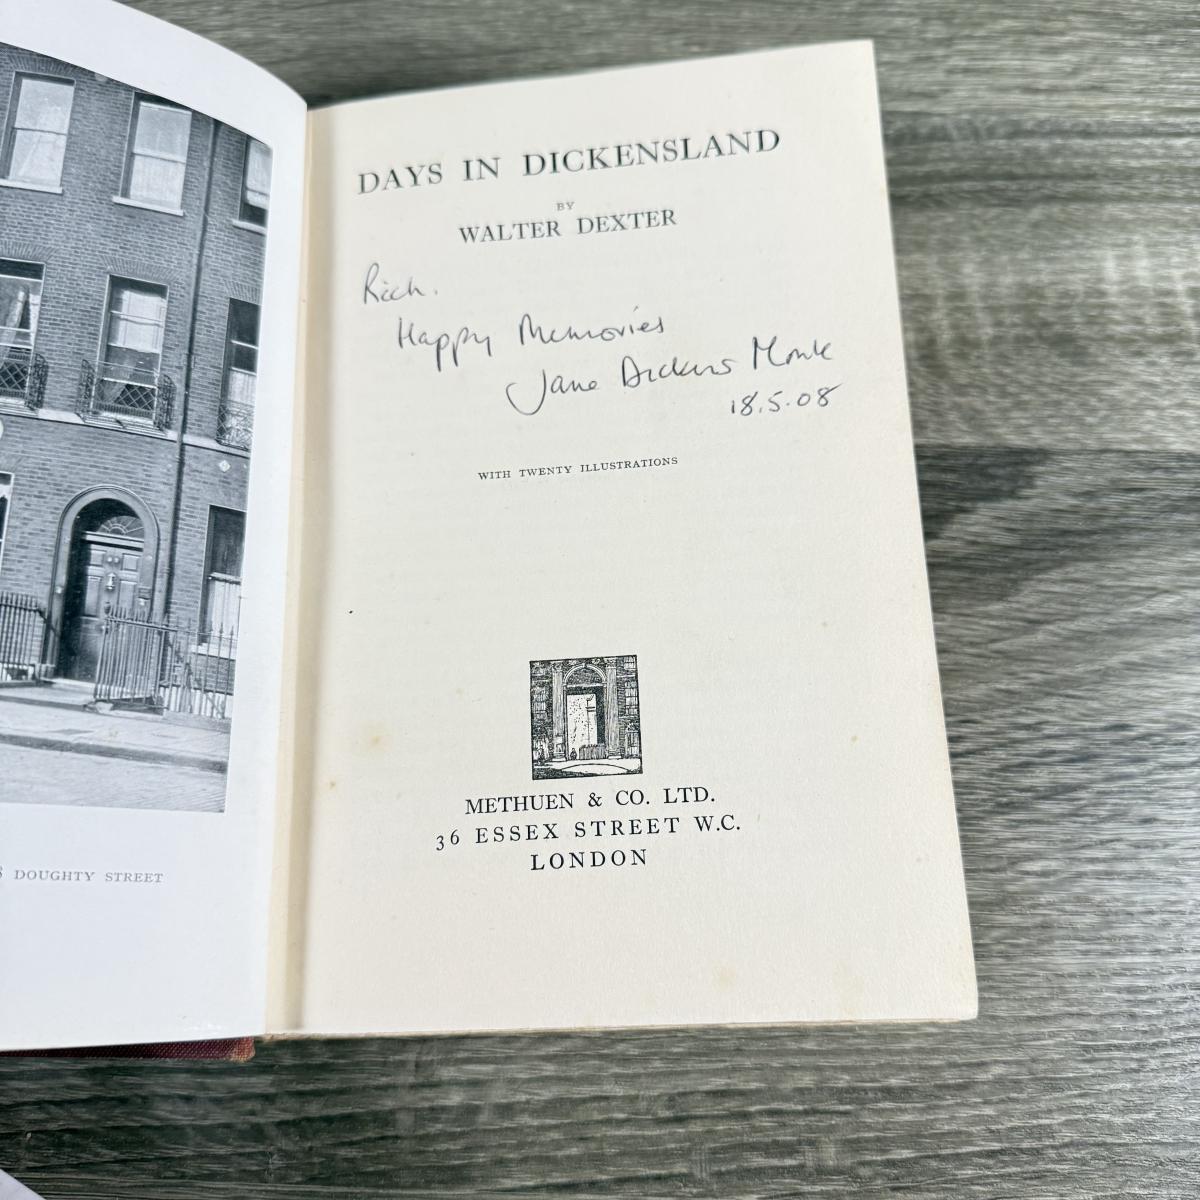 DOUGHTY STREET
DAYS IN DICKENSLAND
BY
WALTER DEXTER
Rich.
Happy Memories
Jane Dickens Monk
18.5.08
WITH TWENTY ILLUSTRATIONS
METHUEN & CO. LTD.
36 ESSEX STREET W.C.
LONDON